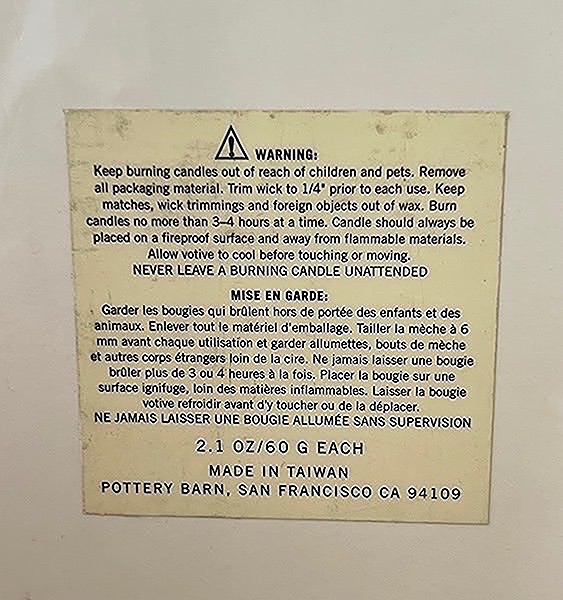 WARNING:
Keep burning candles out of reach of children and pets. Remove
all packaging material. Trim wick to 1/4" prior to each use. Keep
matches, wick trimmings and foreign objects out of wax. Burn
candles no more than 3–4 hours at a time. Candle should always be
placed on a fireproof surface and away from flammable materials.
Allow votive to cool before touching or moving.
NEVER LEAVE A BURNING CANDLE UNATTENDED
MISE EN GARDE:
Garder les bougies qui brûlent hors de portée des enfants et des
animaux. Enlever tout le matériel d'emballage. Tailler la mèche à 6
mm avant chaque utilisation et garder allumettes, bouts de mèche
et autres corps étrangers loin de la cire. Ne jamais laisser une bougie
brûler plus de 3 ou 4 heures à la fois. Placer la bougie sur une
surface ignifuge, loin des matières inflammables. Laisser la bougie
votive refroidir avant d'y toucher ou de la déplacer.
NE JAMAIS LAISSER UNE BOUGIE ALLUMÉE SANS SUPERVISION
2.1 OZ/60 G EACH
MADE IN TAIWAN
POTTERY BARN, SAN FRANCISCO CA 94109